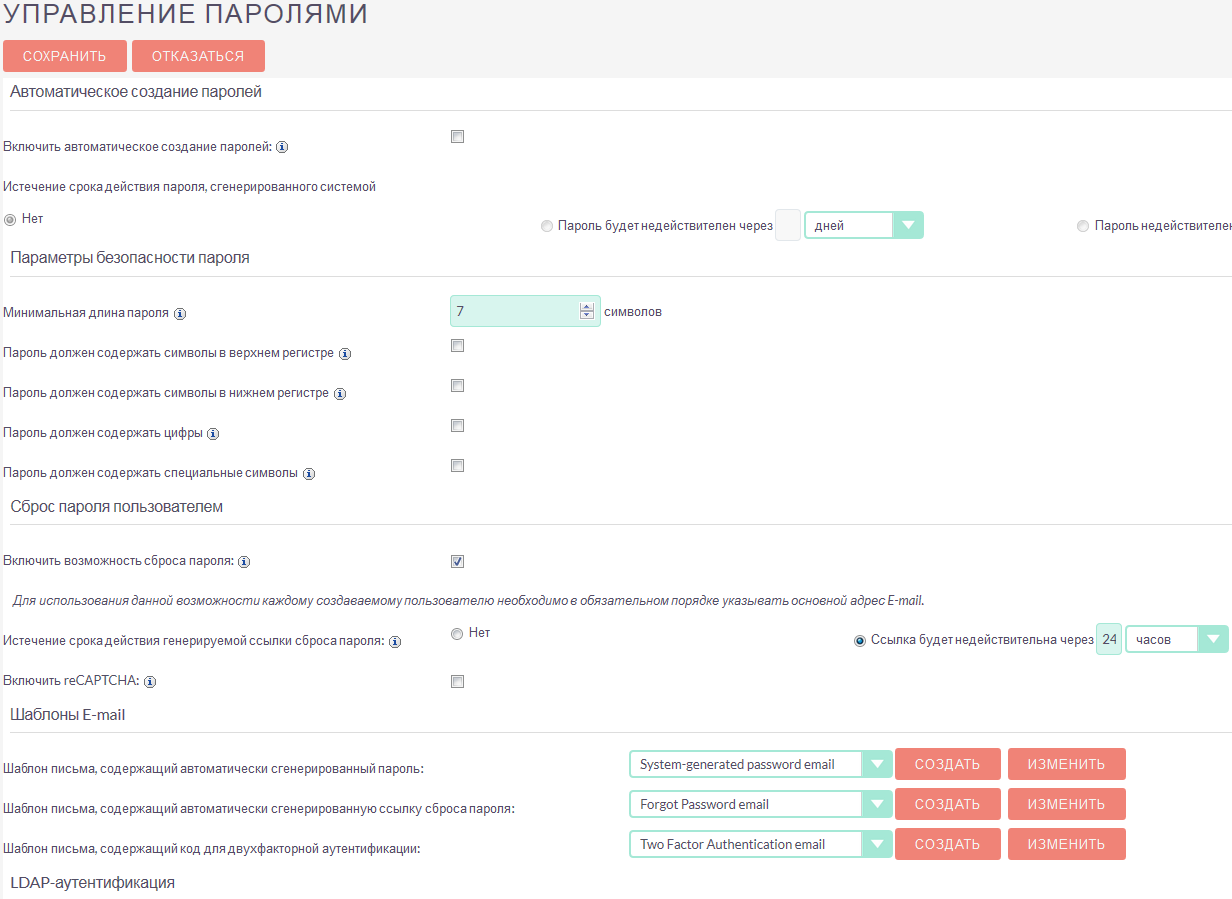 УПРАВЛЕНИЕ ПАРОЛЯМИ
СОХРАНИТЬ ОТКАЗАТЬСЯ
Автоматическое создание паролей
Включить автоматическое создание паролей:
Истечение срока действия пароля, сгенерированного системой
Нет Пароль будет недействителен через дней Пароль недействителен
Параметры безопасности пароля
Минимальная длина пароля 7 символов
Пароль должен содержать символы в верхнем регистре
Пароль должен содержать символы в нижнем регистре
Пароль должен содержать цифры
Пароль должен содержать специальные символы
Сброс пароля пользователем
Включить возможность сброса пароля:
Для использования данной возможности каждому создаваемому пользователю необходимо в обязательном порядке указывать основной адрес E-mail.
Истечение срока действия генерируемой ссылки сброса пароля: Нет Ссылка будет недействительна через 24 часов
Включить reCAPTCHA:
Шаблоны E-mail
Шаблон письма, содержащий автоматически сгенерированный пароль: System-generated password email СОЗДАТЬ ИЗМЕНИТЬ
Шаблон письма, содержащий автоматически сгенерированную ссылку сброса пароля: Forgot Password email СОЗДАТЬ ИЗМЕНИТЬ
Шаблон письма, содержащий код для двухфакторной аутентификации: Two Factor Authentication email СОЗДАТЬ ИЗМЕНИТЬ
LDAP-аутентификация